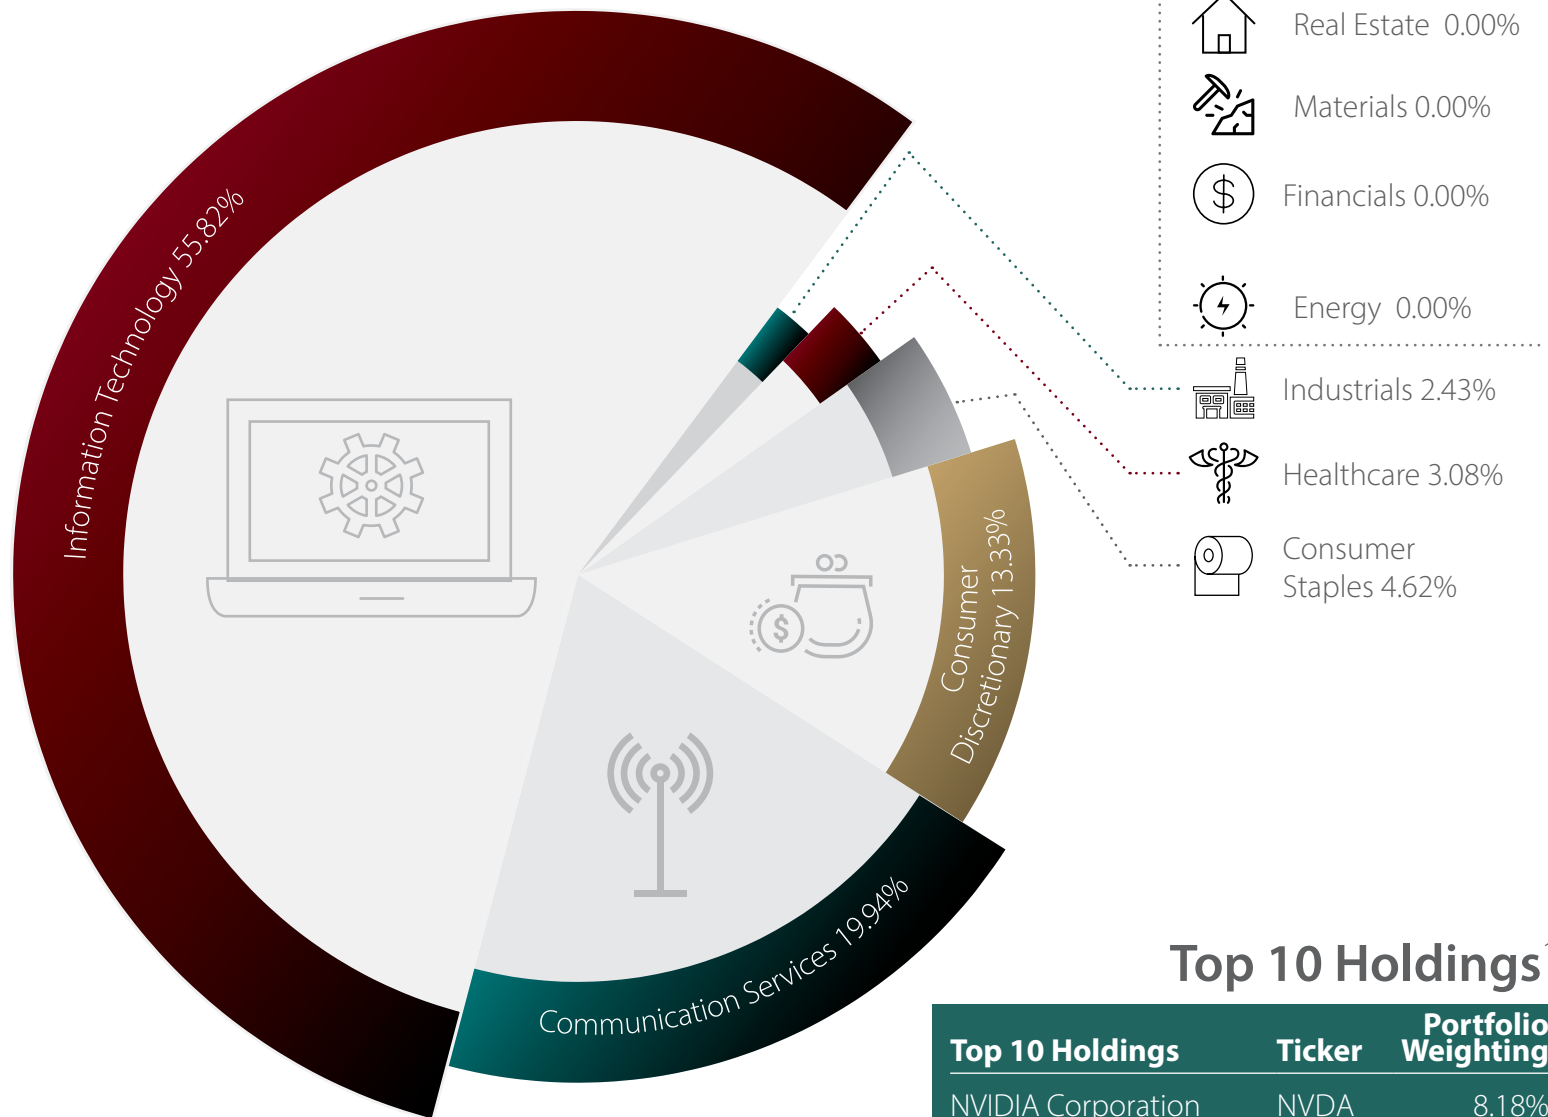 Real Estate 0.00%
Materials 0.00%
Financials 0.00%
Energy 0.00%
Industrials 2.43%
Healthcare 3.08%
Consumer
Staples 4.62%
Information Technology 55.82%
Consumer
Discretionary 13.33%
Communication Services 19.94%
$
$
Top 10 Holdings
Top 10 Holdings Ticker Portfolio
Weighting
NVIDIA Corporation NVDA 8.18%